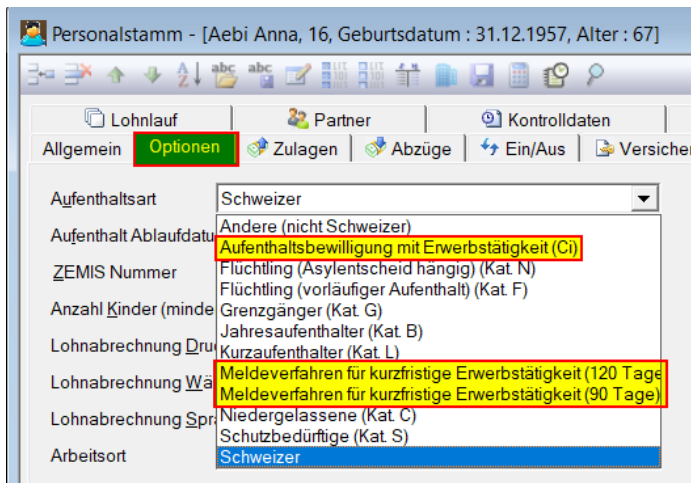 Personalstamm - [Aebi Anna, 16, Geburtsdatum : 31.12.1957, Alter : 67]
Lohnlauf Partner Kontrolldaten
Allgemein Optionen Zulagen Abzüge Ein/Aus Versicher
Aufenthaltsart Schweizer
Andere (nicht Schweizer)
Aufenthalt Ablaufdatu Aufenthaltsbewilligung mit Erwerbstätigkeit (Ci)
Flüchtling (Asylentscheid hängig) (Kat. N)
ZEMIS Nummer
Flüchtling (vorläufiger Aufenthalt) (Kat. F)
Anzahl Kinder (minde Grenzgänger (Kat. G)
Jahresaufenthalter (Kat. B)
Lohnabrechnung Dru Kurzaufenthalter (Kat. L)
Meldeverfahren für kurzfristige Erwerbstätigkeit (120 Tage
Lohnabrechnung Wä Meldeverfahren für kurzfristige Erwerbstätigkeit (90 Tage)
Lohnabrechnung Spr Niedergelassene (Kat. C)
Schutzbedürftige (Kat. S)
Arbeitsort Schweizer